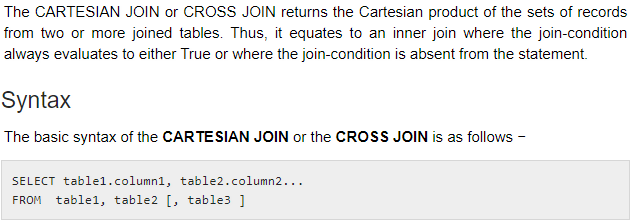 The CARTESIAN JOIN or CROSS JOIN returns the Cartesian product of the sets of records
from two or more joined tables. Thus, it equates to an inner join where the join-condition
always evaluates to either True or where the join-condition is absent from the statement.
Syntax
The basic syntax of the CARTESIAN JOIN or the CROSS JOIN is as follows −
SELECT table1.column1, table2.column2...
FROM  table1, table2 [, table3 ]